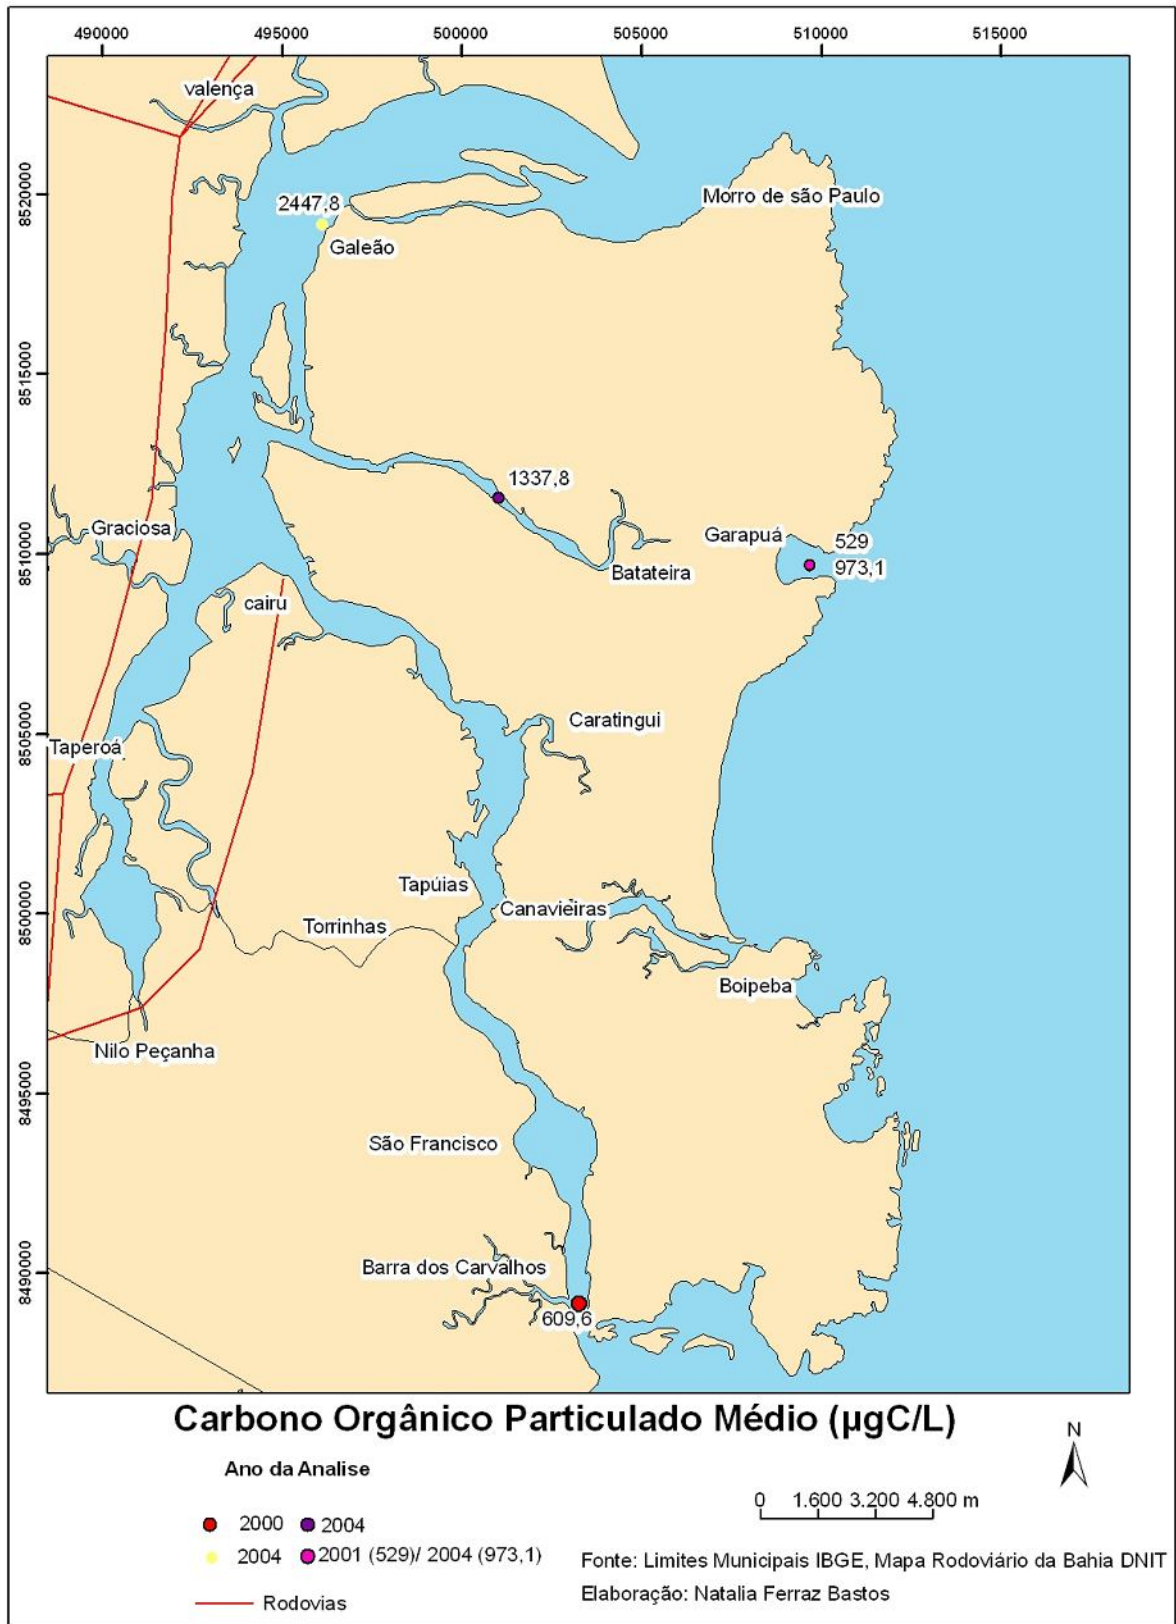 490000 495000 500000 505000 510000 515000
valença
8520000
Morro de são Paulo
2447,8
Galeão
8515000
1337,8
Graciosa
Garapuá
529
8510000
973,1
Batateira
cairu
Caratingui
8505000
Taperoá
Tapúias
Canavieiras
8500000
Torrinhas
Boipeba
Nilo Peçanha
8495000
São Francisco
Barra dos Carvalhos
8490000
609,6
Carbono Orgânico Particulado Médio (µgC/L)
N
Ano da Analise
0 1.600 3.200 4.800 m
2000 2004
2004 2001 (529)/ 2004 (973,1)
Fonte: Limites Municipais IBGE, Mapa Rodoviário da Bahia DNIT
Elaboração: Natalia Ferraz Bastos
Rodovias